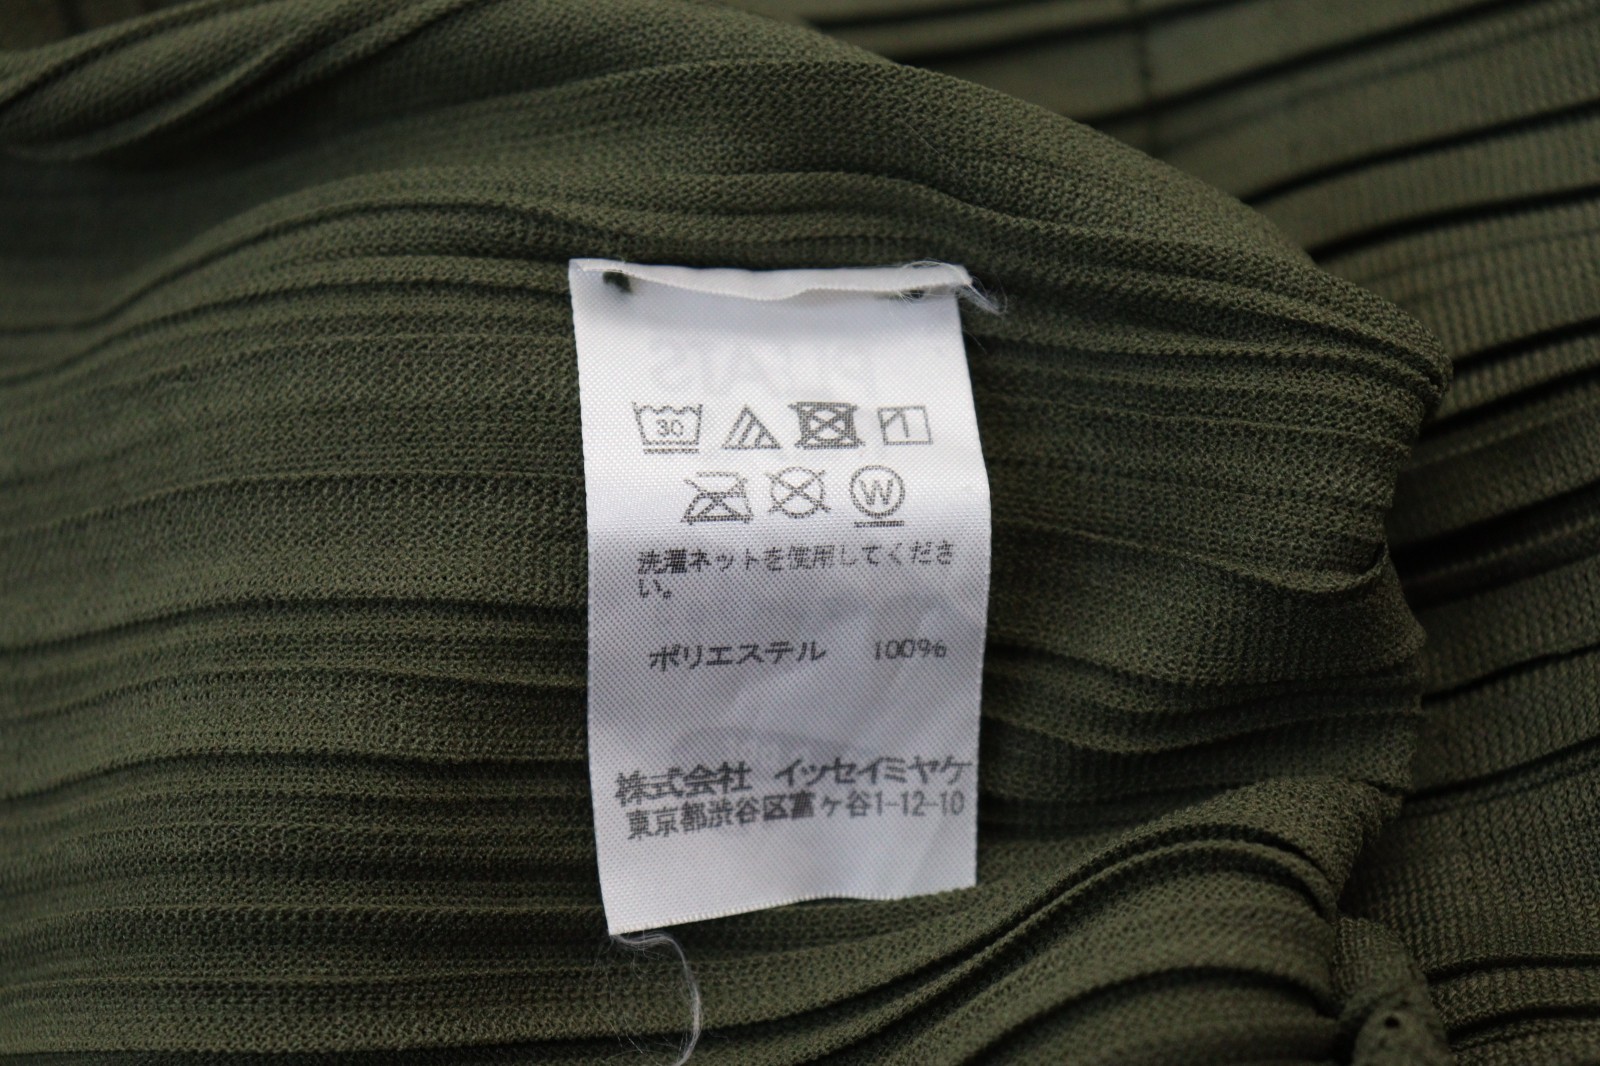 30
W
洗濯ネットを使用してくださ
い。
ポリエステル 100%
株式会社 イッセイミヤケ
東京都渋谷区富ヶ谷1-12-10